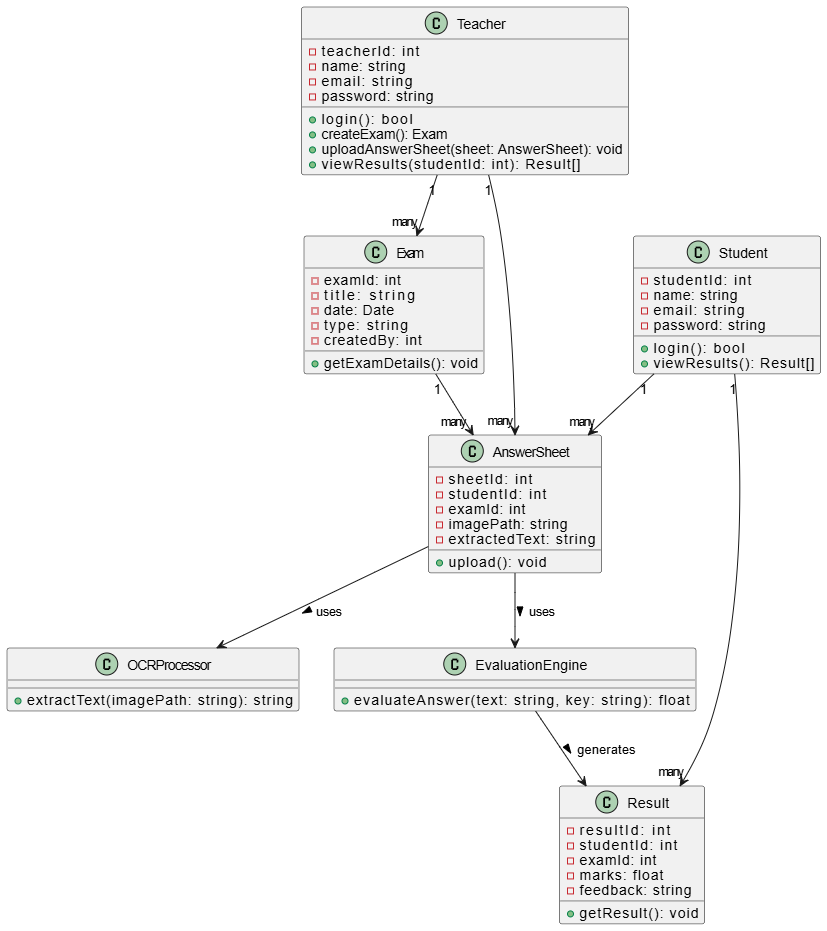 C Teacher
teacherId: int
name: string
email: string
password: string
login(): bool
createExam(): Exam
uploadAnswerSheet(sheet: AnswerSheet): void
viewResults(studentId: int): Result[]
1
1
many
C Exam
examId: int
title: string
date: Date
type: string
createdBy: int
getExamDetails(): void
C Student
studentId: int
name: string
email: string
password: string
login(): bool
viewResults(): Result[]
1
1
1
many
many
many
C AnswerSheet
sheetId: int
studentId: int
examId: int
imagePath: string
extractedText: string
upload(): void
uses
uses
C OCRProcessor
extractText(imagePath: string): string
C EvaluationEngine
evaluateAnswer(text: string, key: string): float
generates
many
C Result
resultId: int
studentId: int
examId: int
marks: float
feedback: string
getResult(): void